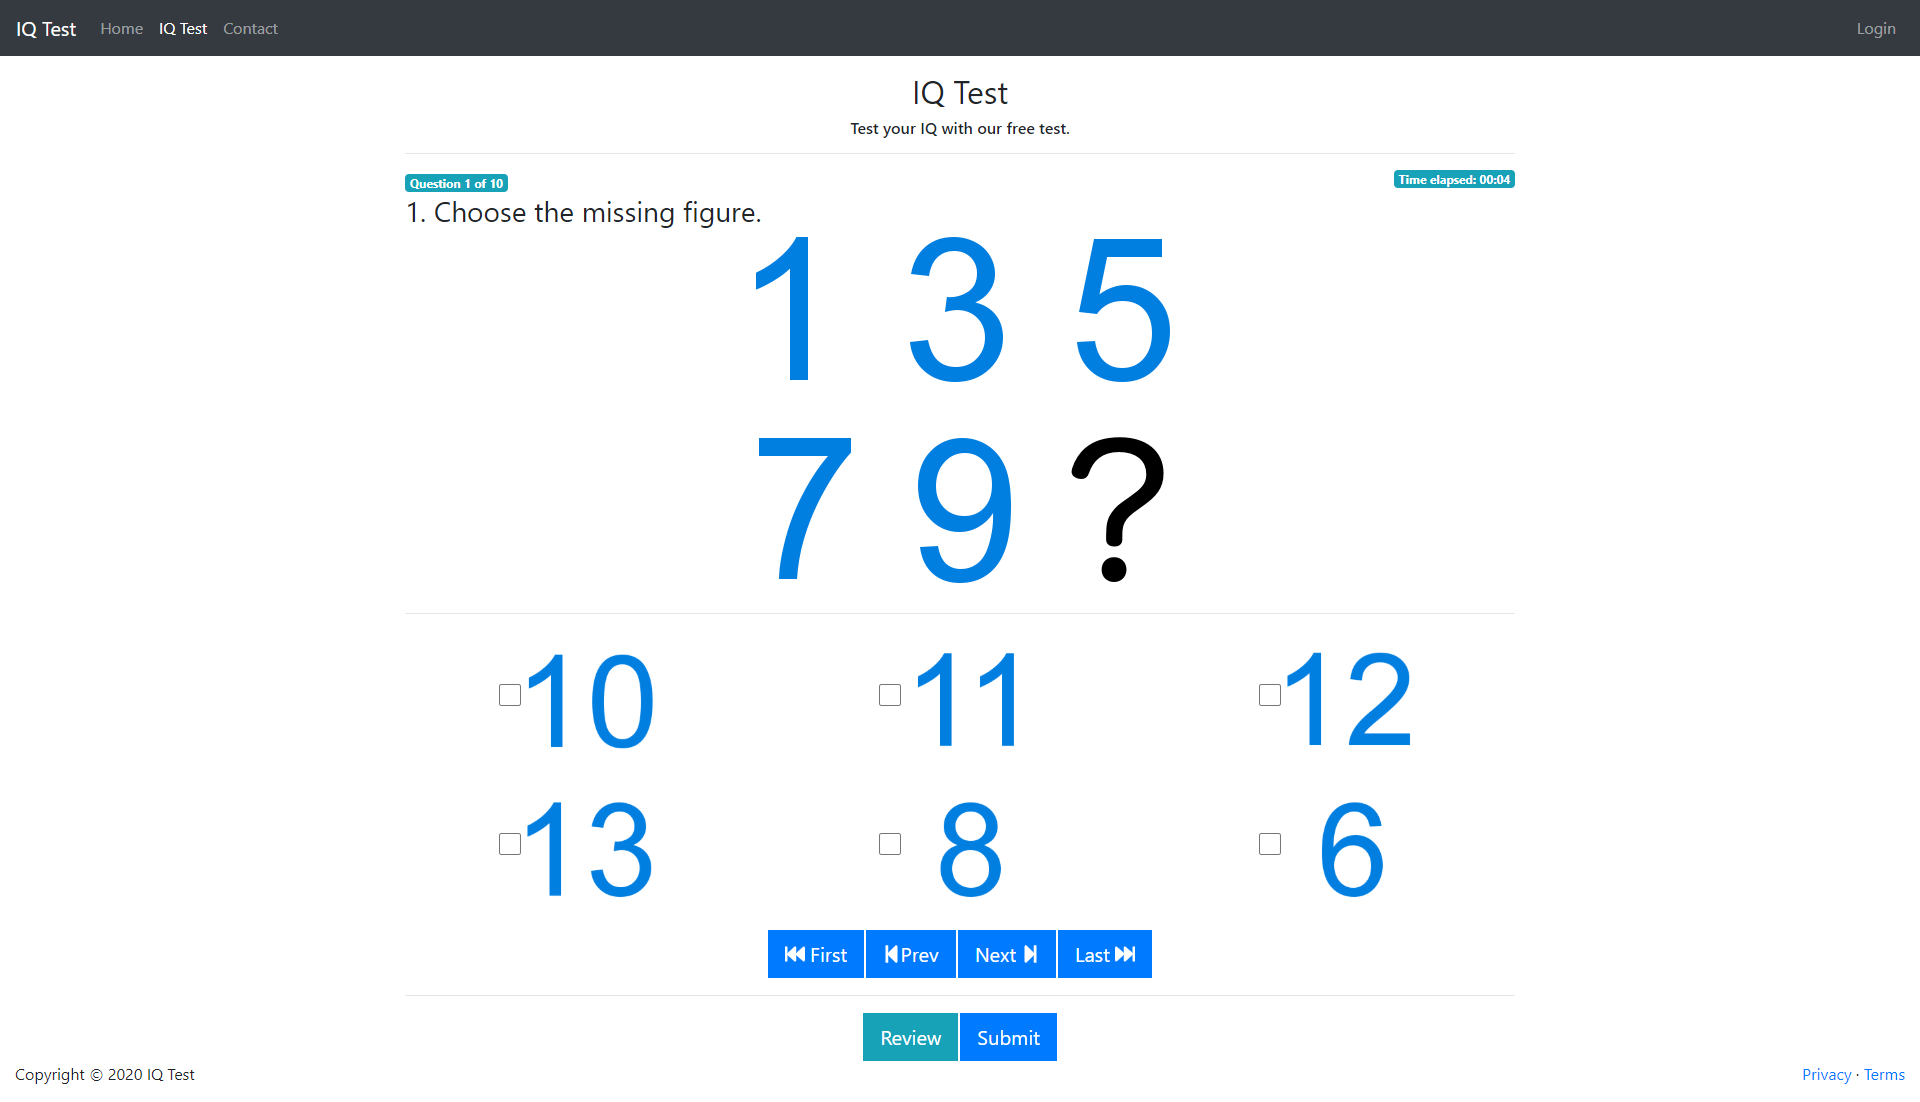 IQ Test Home IQ Test Contact Login
IQ Test
Test your IQ with our free test.
Question 1 of 10 Time elapsed: 00:04
1. Choose the missing figure.
1 3 5
7 9 ?
10 11 12
13 8 6
First Prev Next Last
Review Submit
Copyright © 2020 IQ Test Privacy · Terms